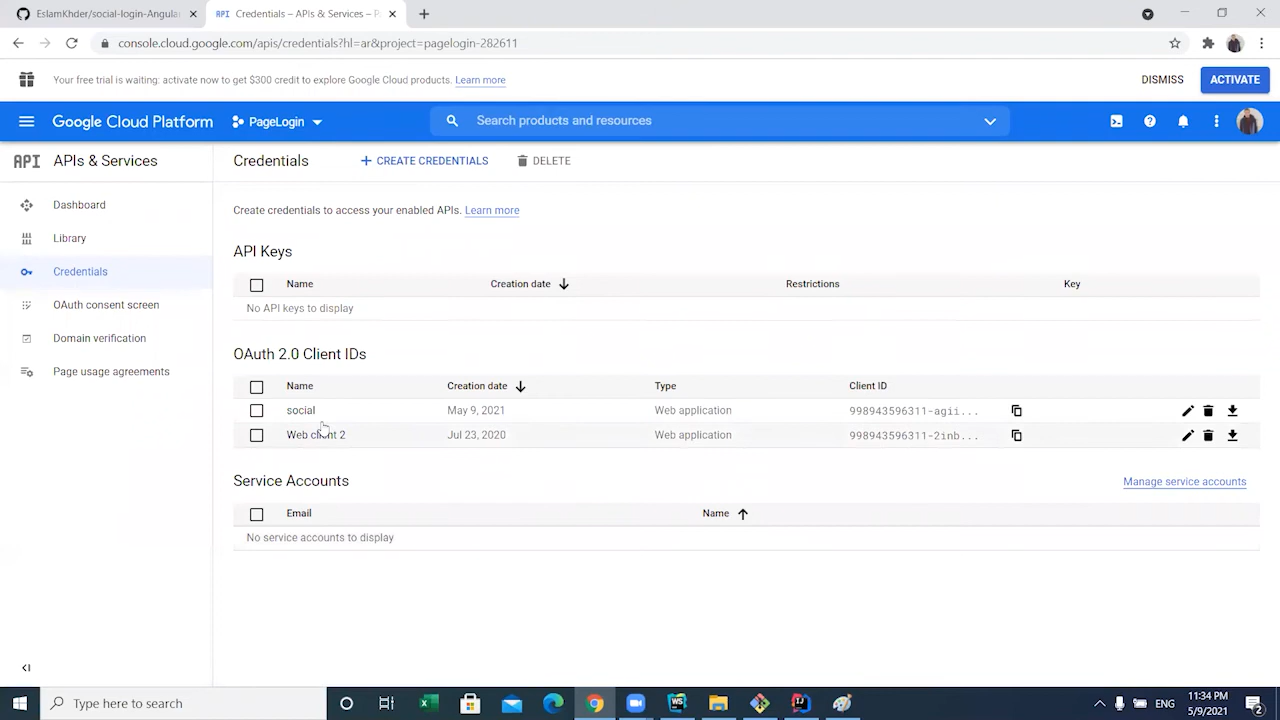 EslamKhder/social-login-Angular
API Credentials – APIs & Services – P
console.cloud.google.com/apis/credentials?hl=ar&project=pagelogin-282611
Your free trial is waiting: activate now to get $300 credit to explore Google Cloud products. Learn more
DISMISS
ACTIVATE
Google Cloud Platform
PageLogin
Search products and resources
API APIs & Services
Credentials
CREATE CREDENTIALS
DELETE
Dashboard
Library
Credentials
OAuth consent screen
Domain verification
Page usage agreements
Create credentials to access your enabled APIs. Learn more
API Keys
Name Creation date Restrictions Key
No API keys to display
OAuth 2.0 Client IDs
Name Creation date Type Client ID
social May 9, 2021 Web application 998943596311-agii...
Web client 2 Jul 23, 2020 Web application 998943596311-2inb...
Service Accounts
Manage service accounts
Email Name
No service accounts to display
Type here to search
ENG
11:34 PM
5/9/2021
2